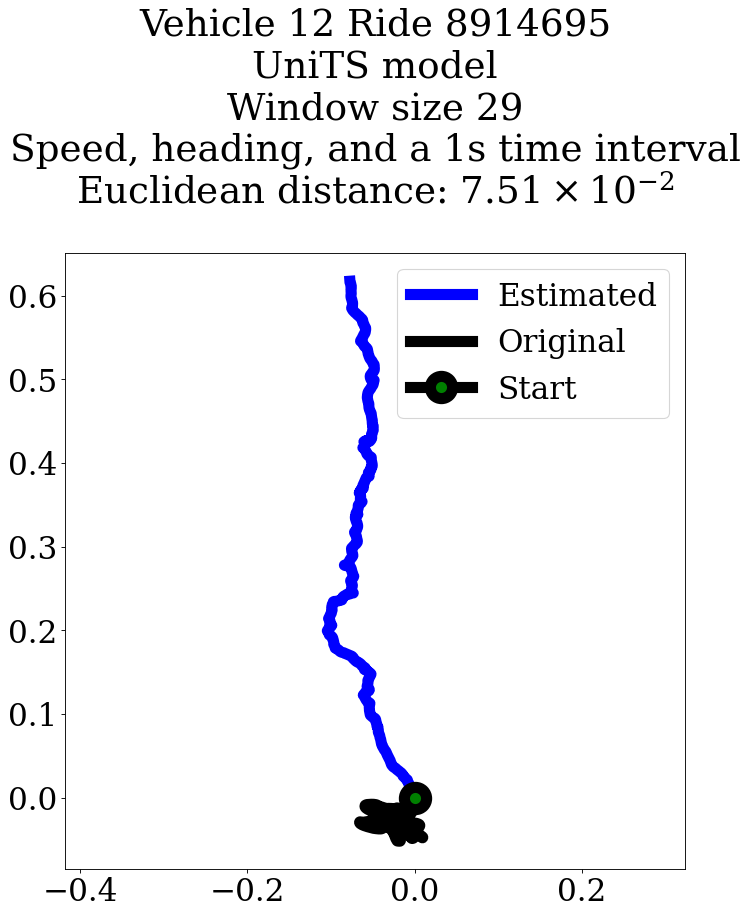 Vehicle 12 Ride 8914695
UniTS model
Window size 29
Speed, heading, and a 1s time interval
Euclidean distance: 7.51 × 10⁻²
Estimated
Original
Start
0.6
0.5
0.4
0.3
0.2
0.1
0.0
−0.4 −0.2 0.0 0.2